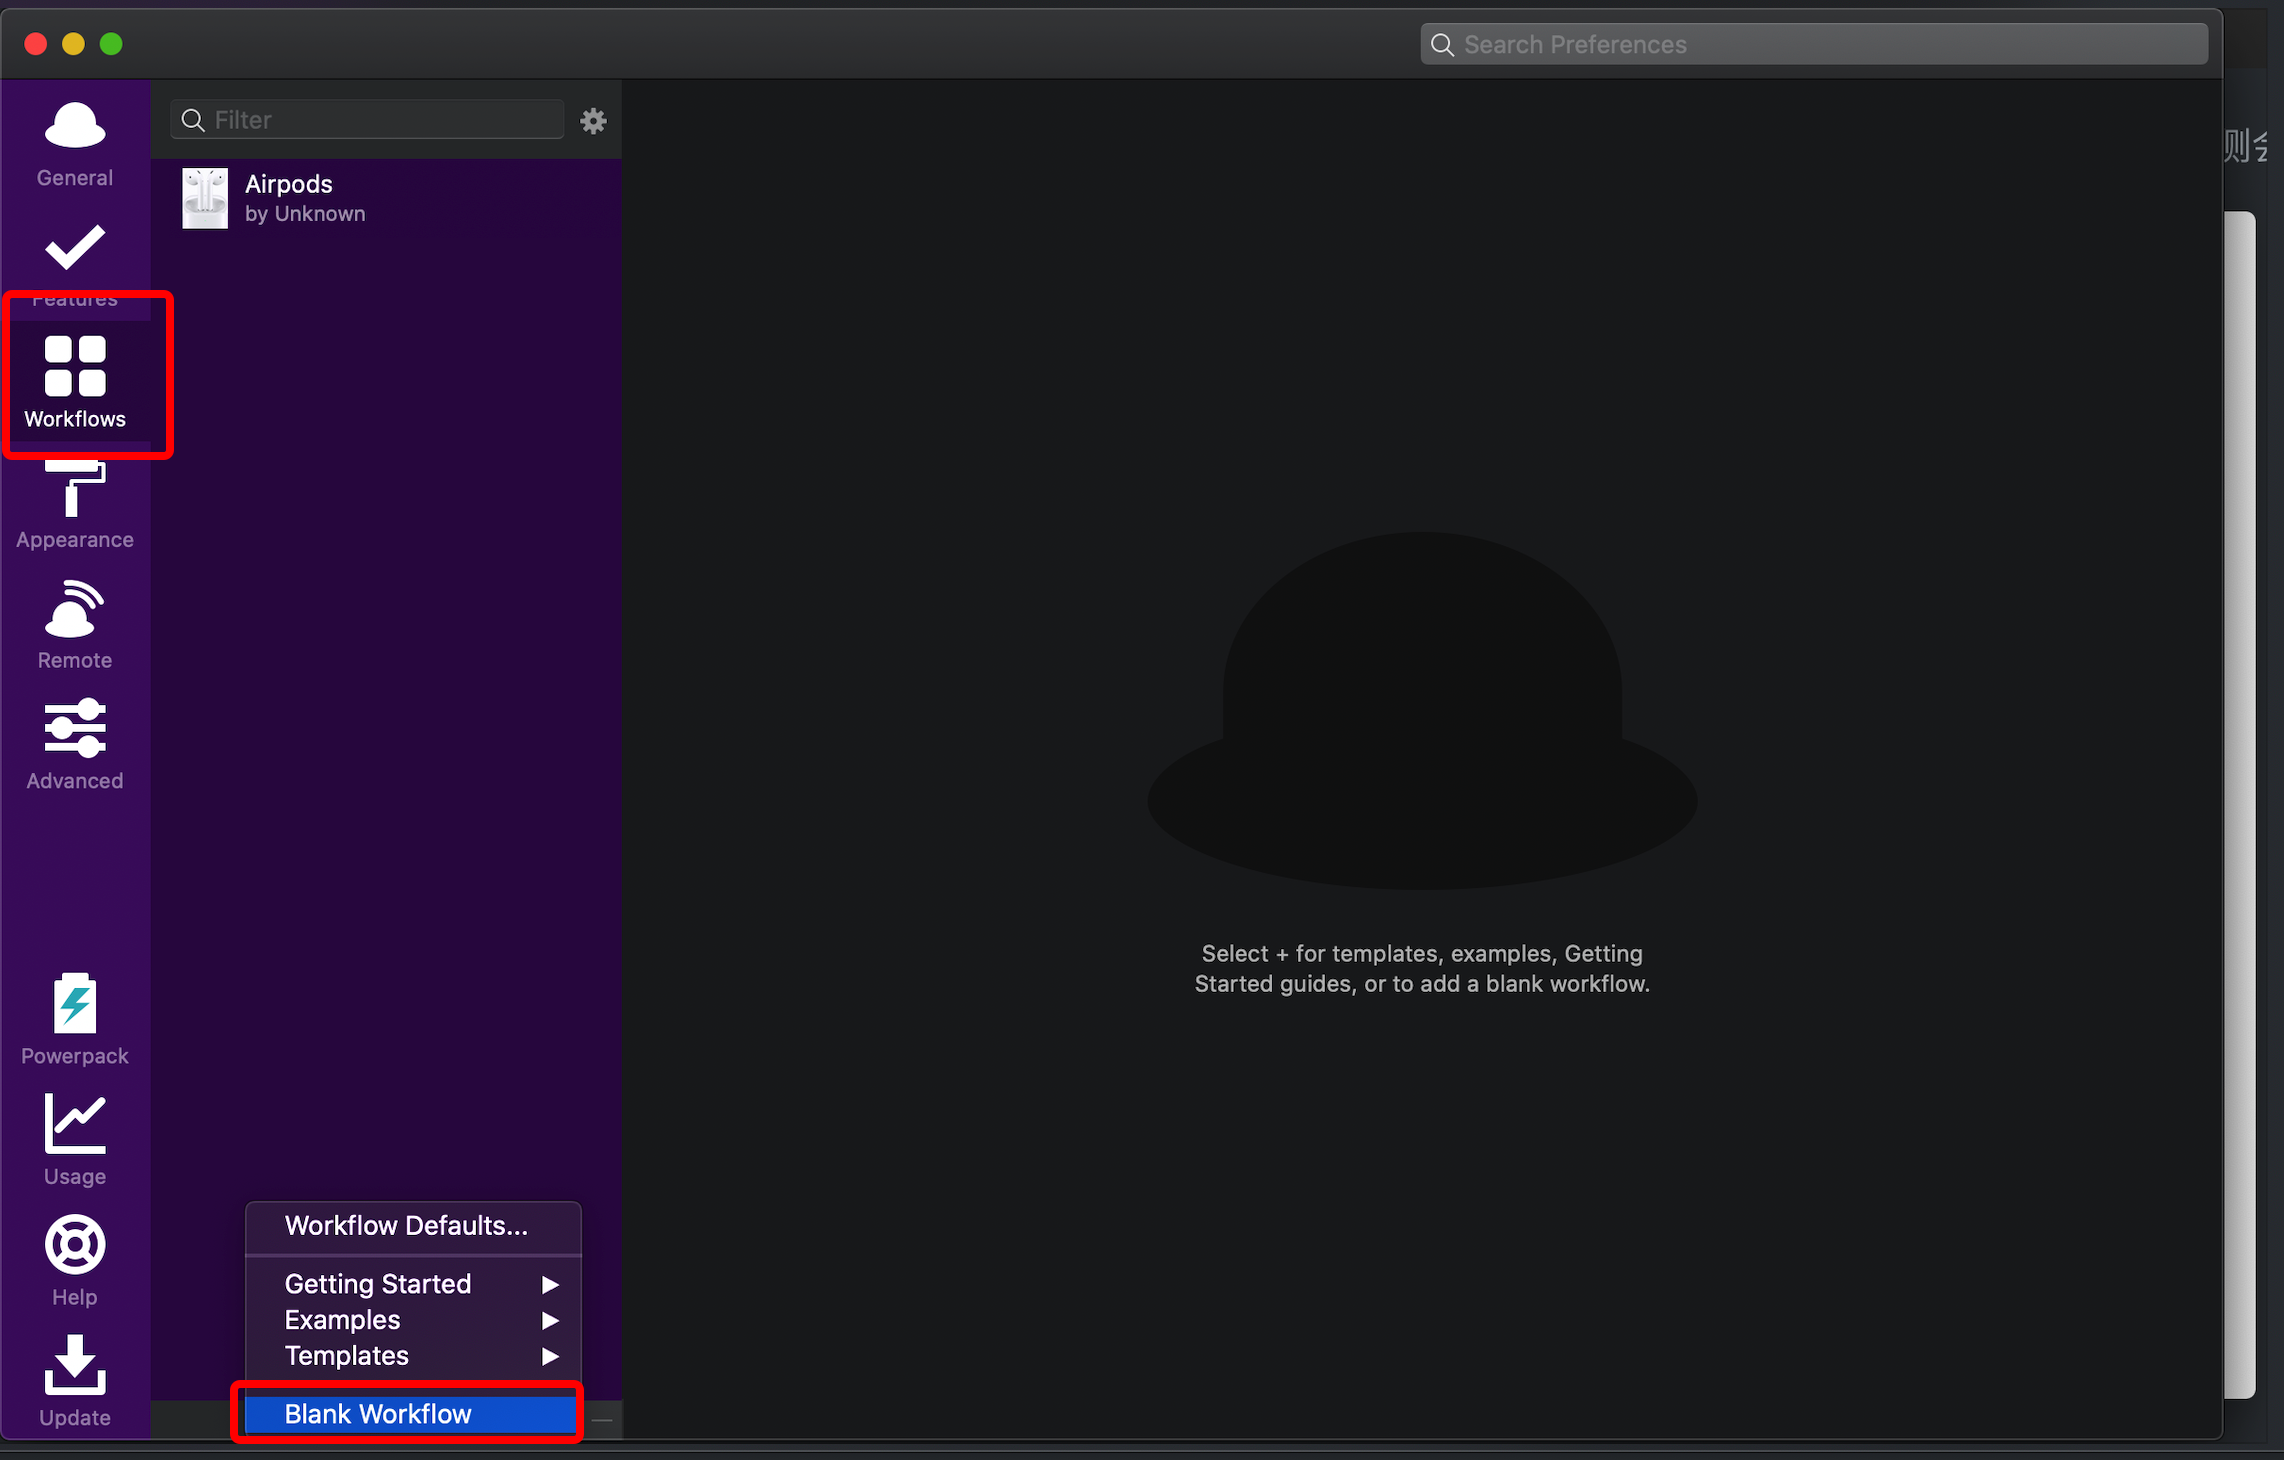 Search Preferences
General
Features
Workflows
Appearance
Remote
Advanced
Powerpack
Usage
Help
Update
Filter
Airpods
by Unknown
Select + for templates, examples, Getting
Started guides, or to add a blank workflow.
Workflow Defaults...
Getting Started
Examples
Templates
Blank Workflow
则